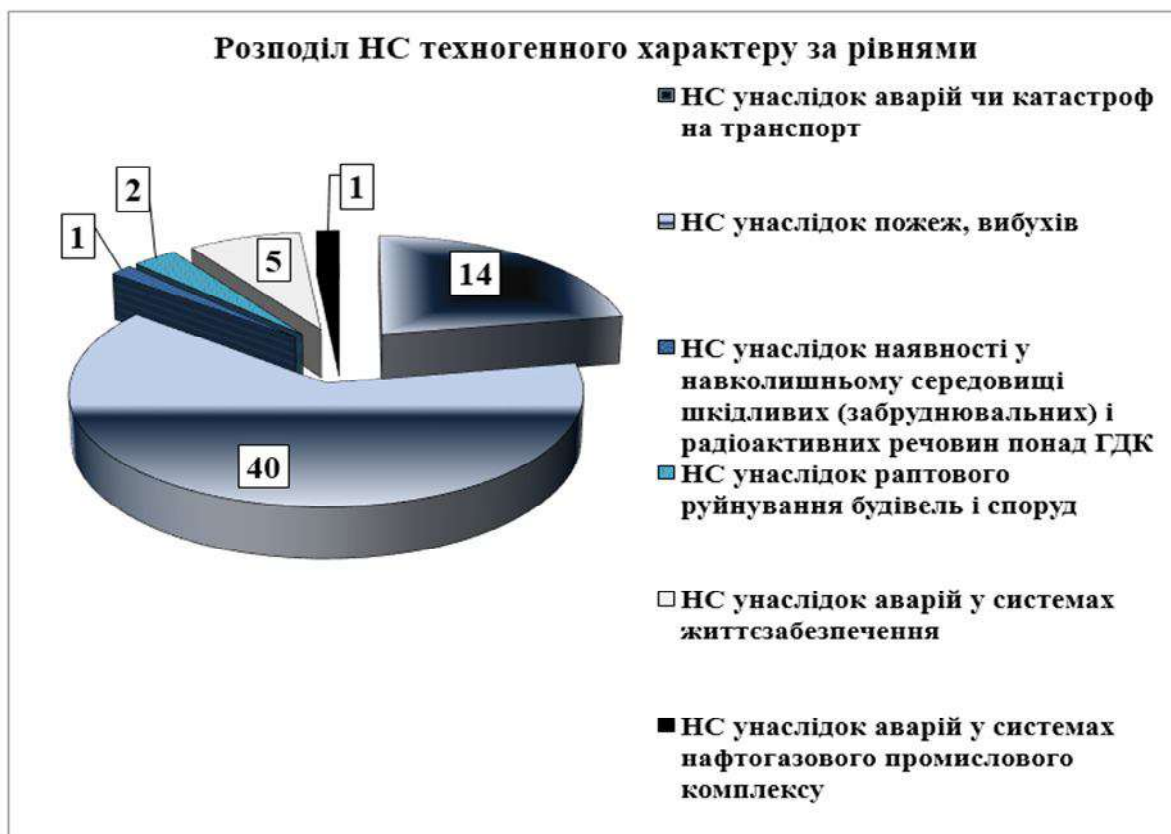 Розподіл НС техногенного характеру за рівнями
НС унаслідок аварій чи катастроф
на транспорт
НС унаслідок пожеж, вибухів
НС унаслідок наявності у
навколишньому середовищі
шкідливих (забруднювальних) і
радіоактивних речовин понад ГДК
НС унаслідок раптового
руйнування будівель і споруд
НС унаслідок аварій у системах
життєзабезпечення
НС унаслідок аварій у системах
нафтогазового промислового
комплексу
1
2
5
1
14
40